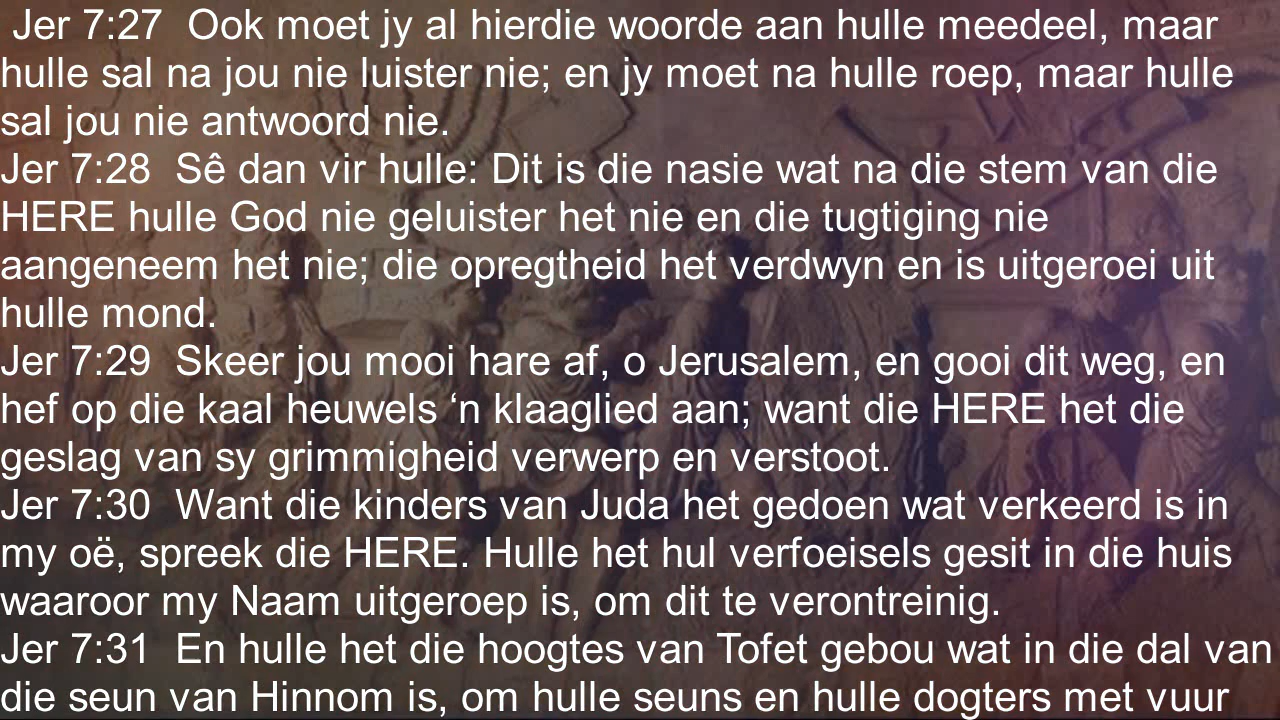 Jer 7:27  Ook moet jy al hierdie woorde aan hulle meedeel, maar
hulle sal na jou nie luister nie; en jy moet na hulle roep, maar hulle
sal jou nie antwoord nie.
Jer 7:28  Sê dan vir hulle: Dit is die nasie wat na die stem van die
HERE hulle God nie geluister het nie en die tugtiging nie
aangeneem het nie; die opregtheid het verdwyn en is uitgeroei uit
hulle mond.
Jer 7:29  Skeer jou mooi hare af, o Jerusalem, en gooi dit weg, en
hef op die kaal heuwels ‘n klaaglied aan; want die HERE het die
geslag van sy grimmigheid verwerp en verstoot.
Jer 7:30  Want die kinders van Juda het gedoen wat verkeerd is in
my oë, spreek die HERE. Hulle het hul verfoeisels gesit in die huis
waaroor my Naam uitgeroep is, om dit te verontreinig.
Jer 7:31  En hulle het die hoogtes van Tofet gebou wat in die dal van
die seun van Hinnom is, om hulle seuns en hulle dogters met vuur